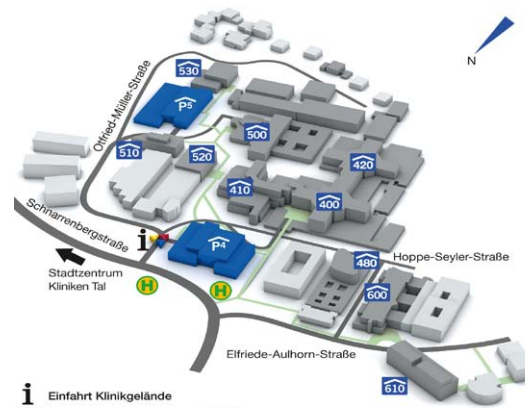 N
530
Otfried-Müller-Straße
P5
510
500
520
420
410
400
Schnarrenbergstraße
i
P4
480
Hoppe-Seyler-Straße
Stadtzentrum
Kliniken Tal
H
H
600
Elfriede-Aulhorn-Straße
610
i Einfahrt Klinikgelände